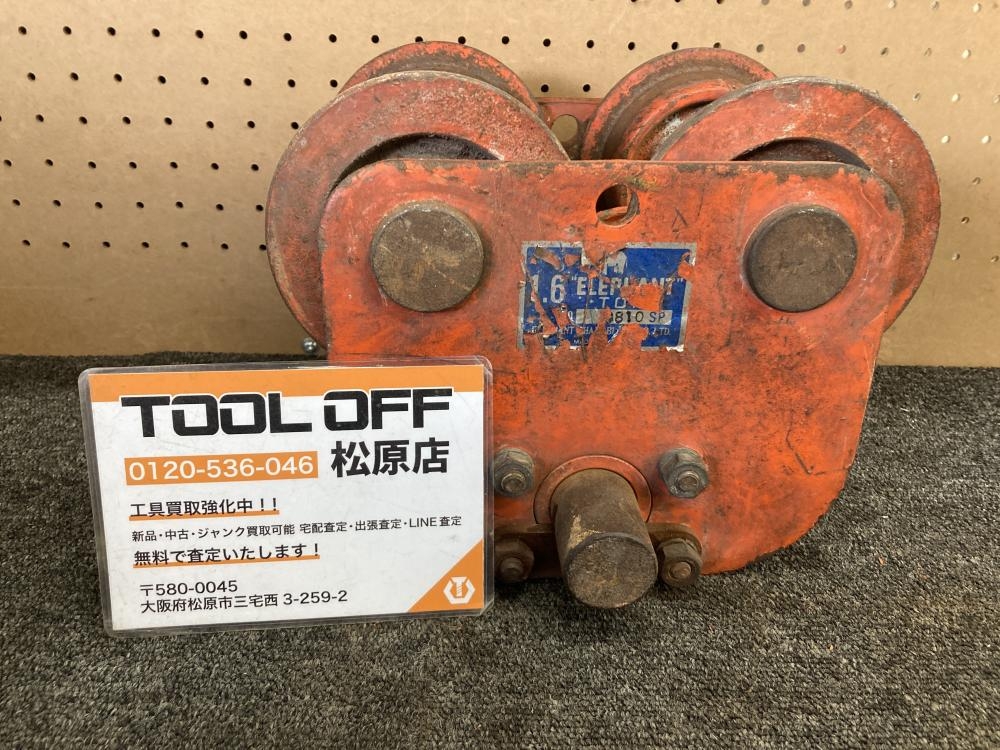 1.6 "ELEPHANT"
TO
810 SP
LTD.
TOOL OFF
0120-536-046 松原店
工具買取強化中!!
新品・中古・ジャンク買取可能 宅配査定・出張査定・LINE査定
無料で査定いたします!
〒580-0045
大阪府松原市三宅西 3-259-2